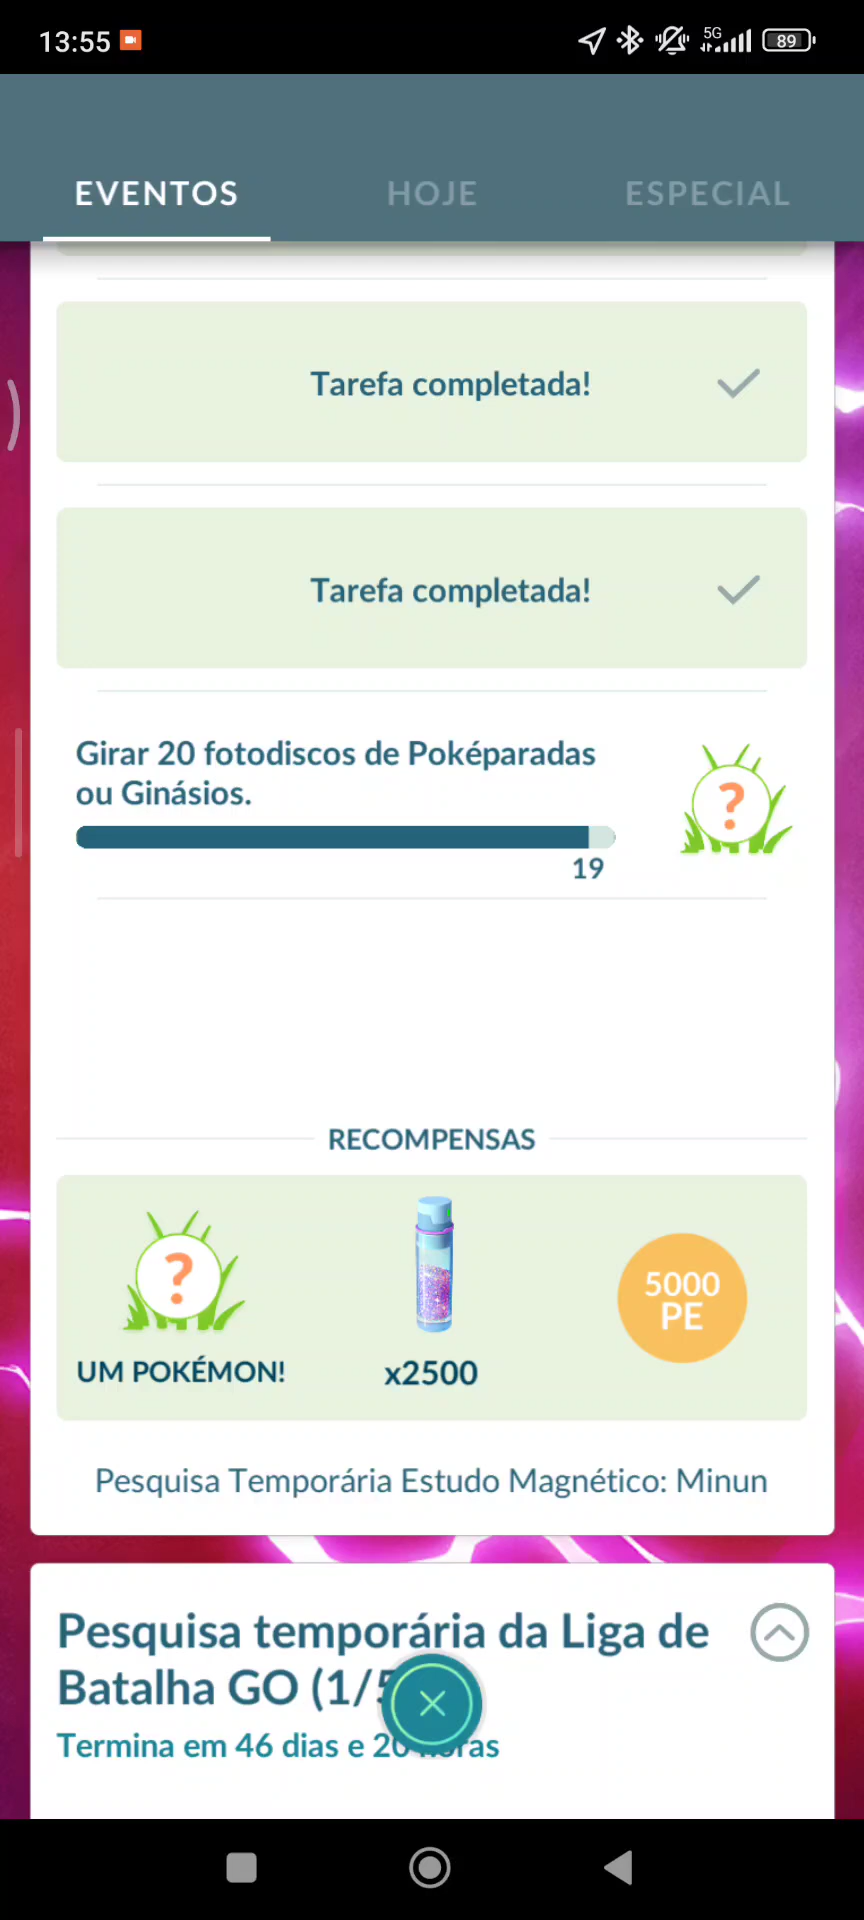 13:55
5G
89
EVENTOS
HOJE
ESPECIAL
Tarefa completada!
Tarefa completada!
Girar 20 fotodiscos de Poképaradas
ou Ginásios.
?
19
RECOMPENSAS
?
5000
PE
UM POKÉMON!
x2500
Pesquisa Temporária Estudo Magnético: Minun
Pesquisa temporária da Liga de
Batalha GO (1/5
Termina em 46 dias e 20 horas